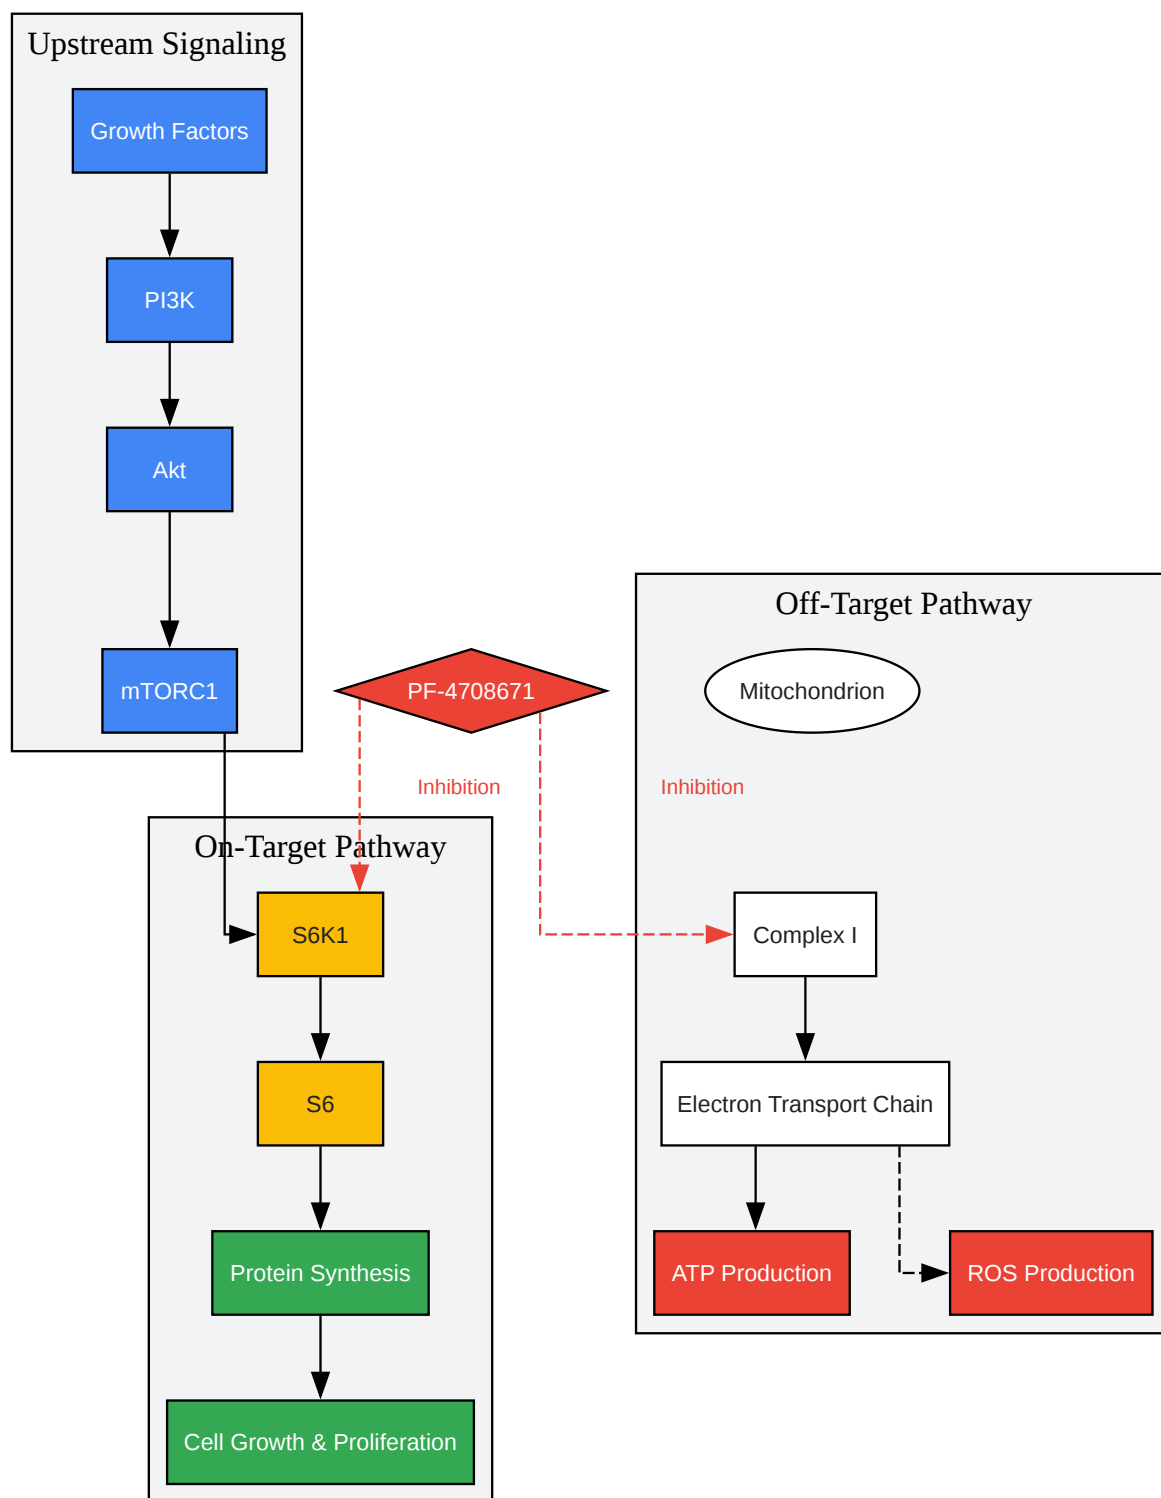 Upstream Signaling
Growth Factors
PI3K
Akt
mTORC1
PF-4708671
Inhibition
Inhibition
On-Target Pathway
S6K1
S6
Protein Synthesis
Cell Growth & Proliferation
Off-Target Pathway
Mitochondrion
Complex I
Electron Transport Chain
ATP Production
ROS Production